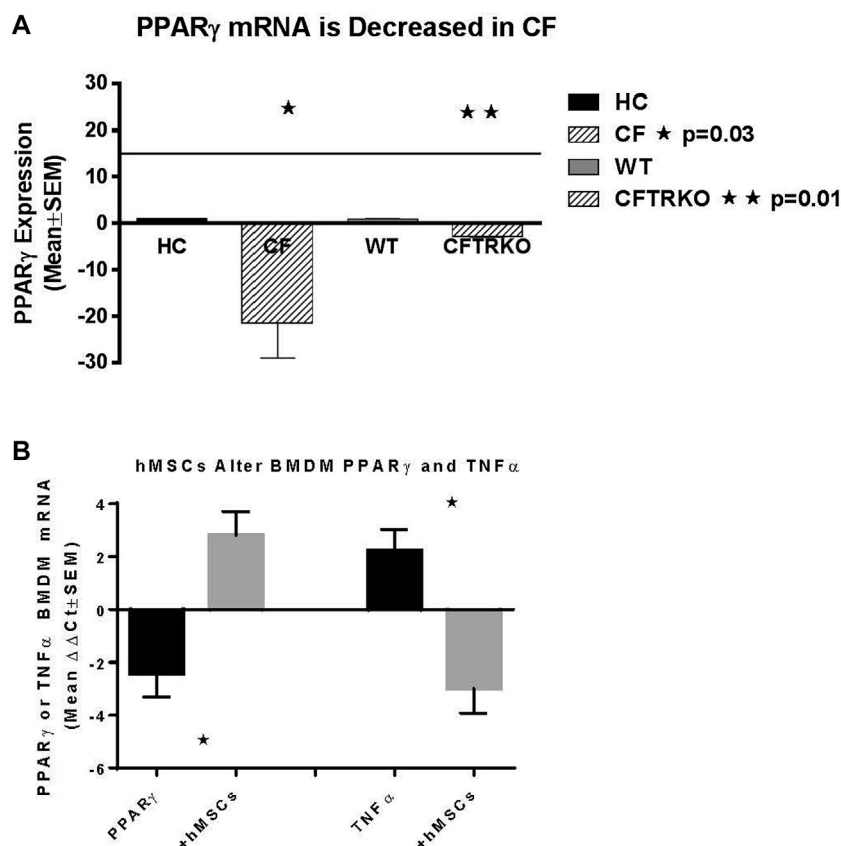 A
PPARγ mRNA is Decreased in CF
PPARγ Expression
(Mean±SEM)
30
20
10
0
-10
-20
-30
★
★ ★
HC
CF
WT
CFTRKO
HC
CF ★ p=0.03
WT
CFTRKO ★ ★ p=0.01
B
hMSCs Alter BMDM PPARγ and TNFα
PPARγ or TNFα BMDM mRNA
(Mean ΔΔCt±SEM)
4
2
0
-2
-4
-6
★
★
PPARγ
+hMSCs
TNFα
+hMSCs